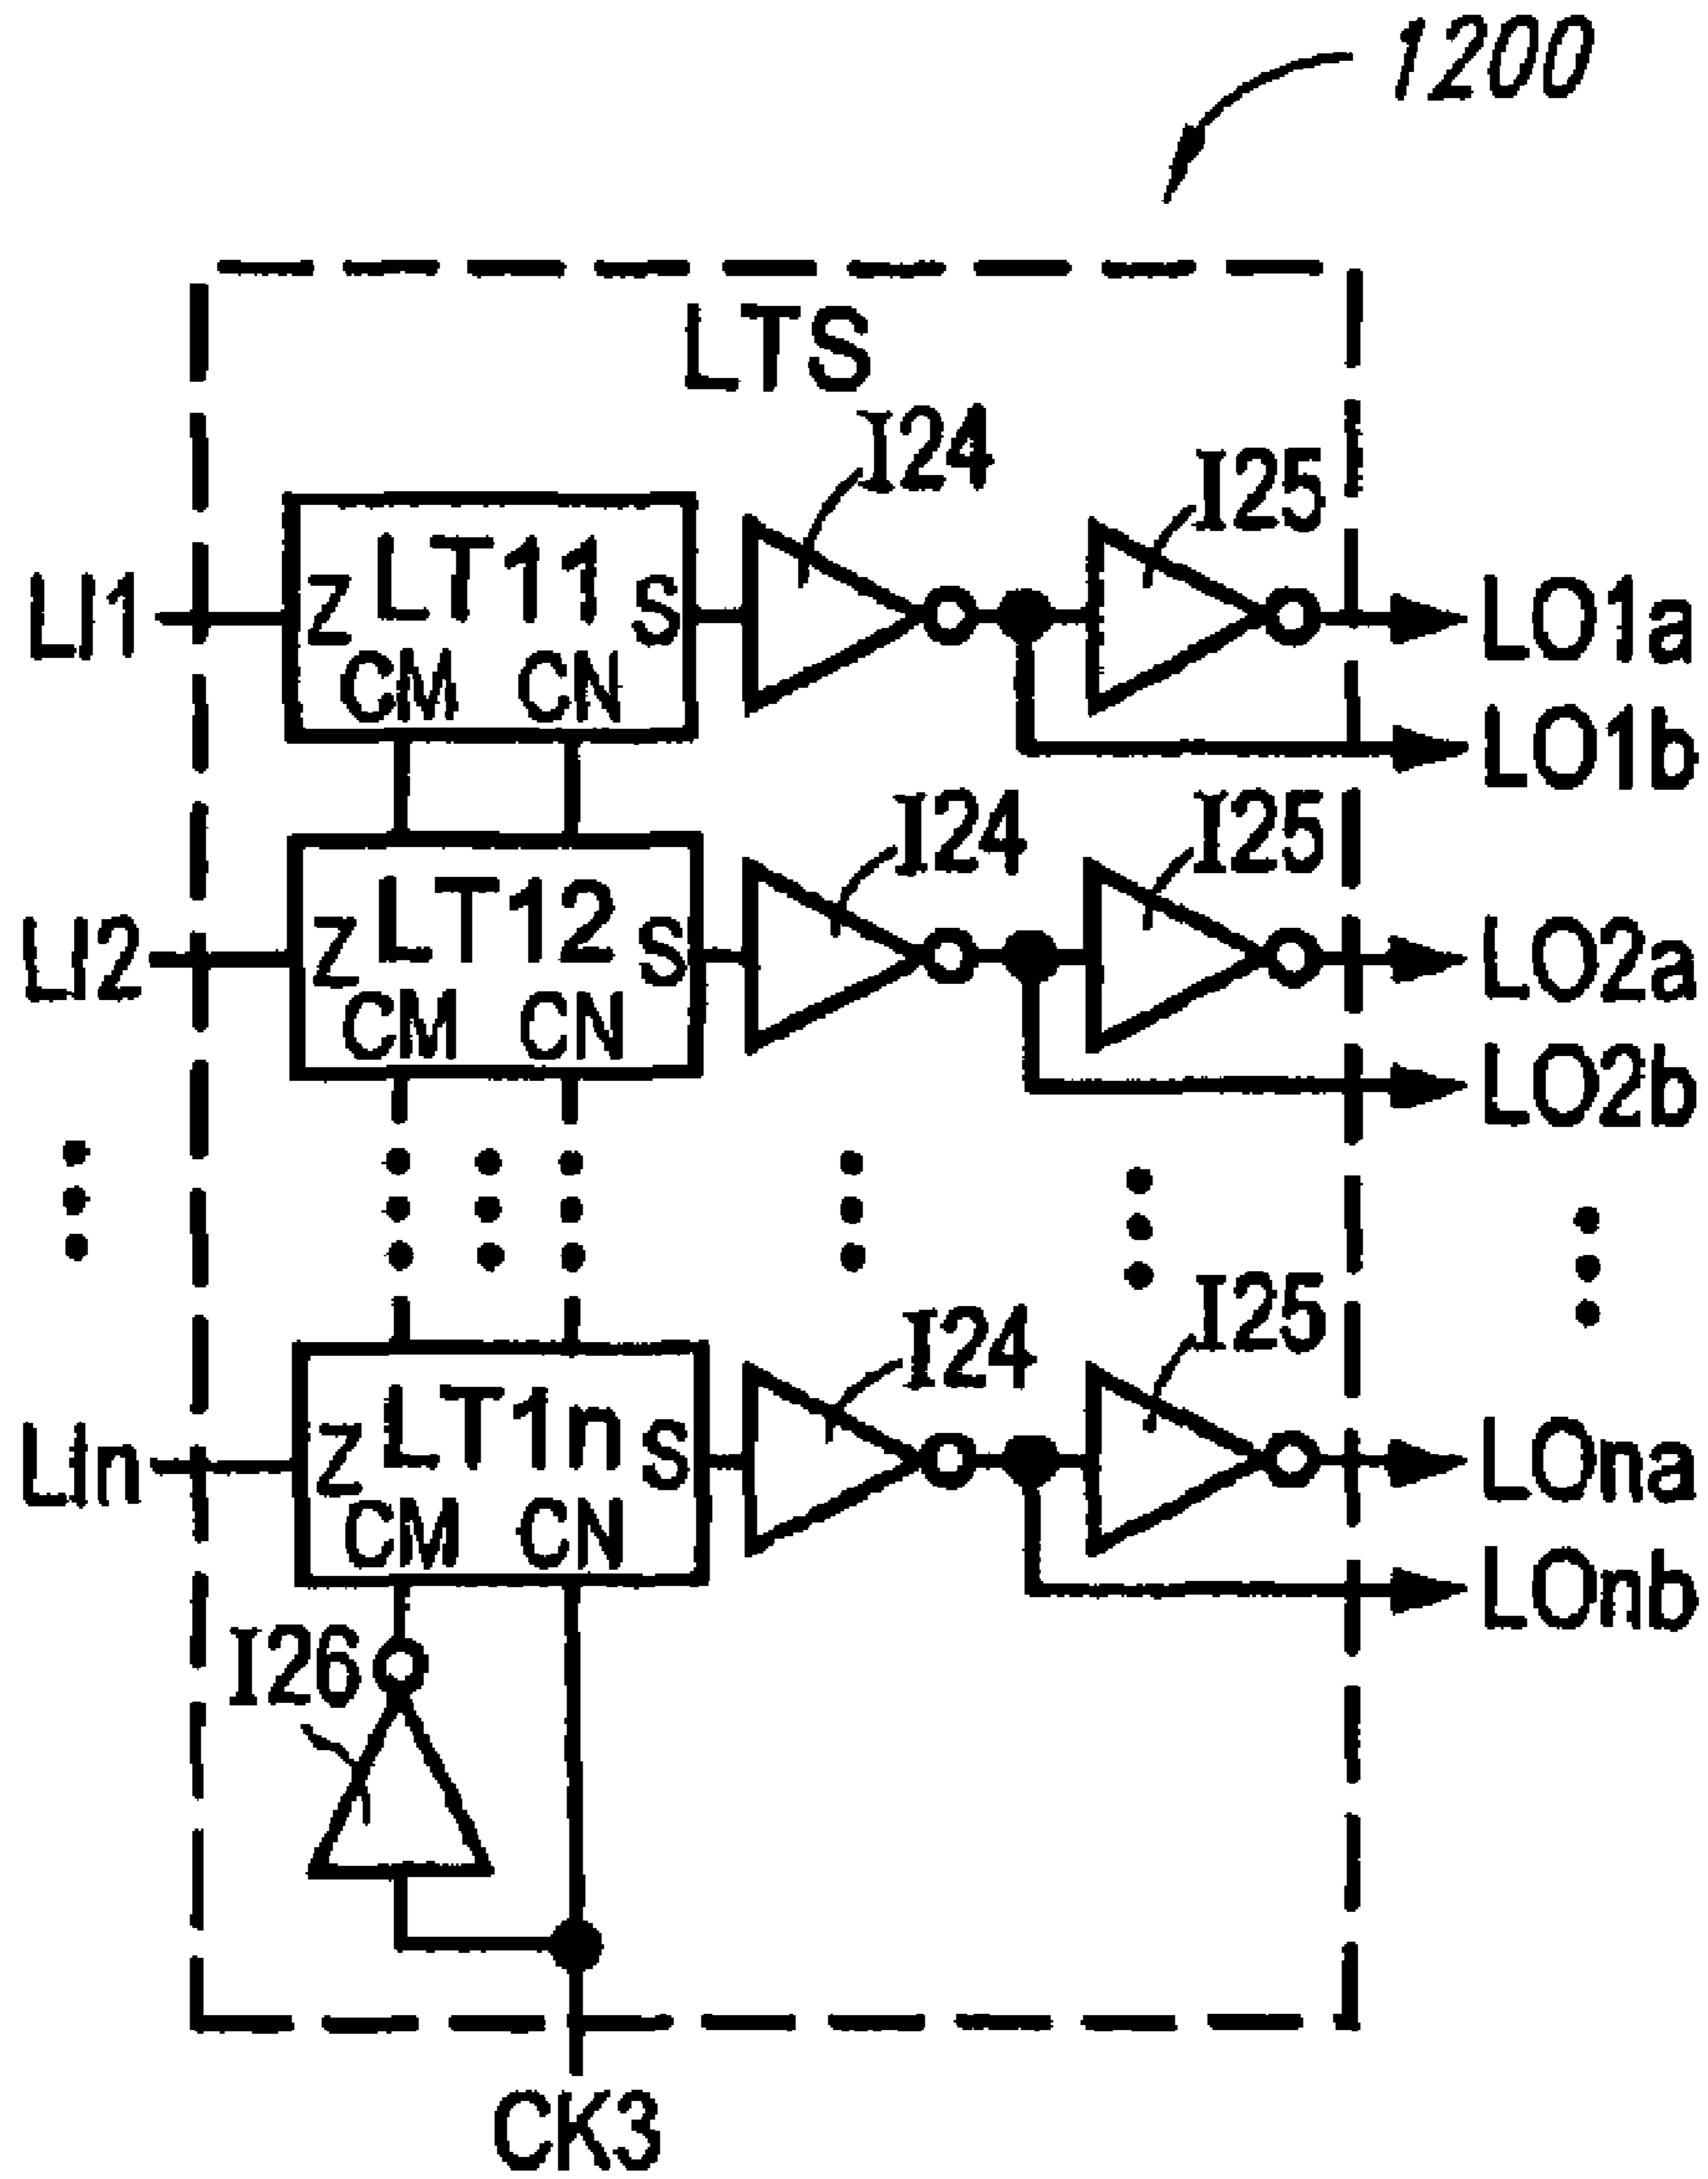 1200
LTS
I24
I25
LI1
Z
LT11
S
CM
CN
LO1a
LO1b
I24
I25
LI2
Z
LT12
S
CM
CN
LO2a
LO2b
I24
I25
LIn
Z
LT1n
S
CM
CN
LOna
LOnb
I26
CK3